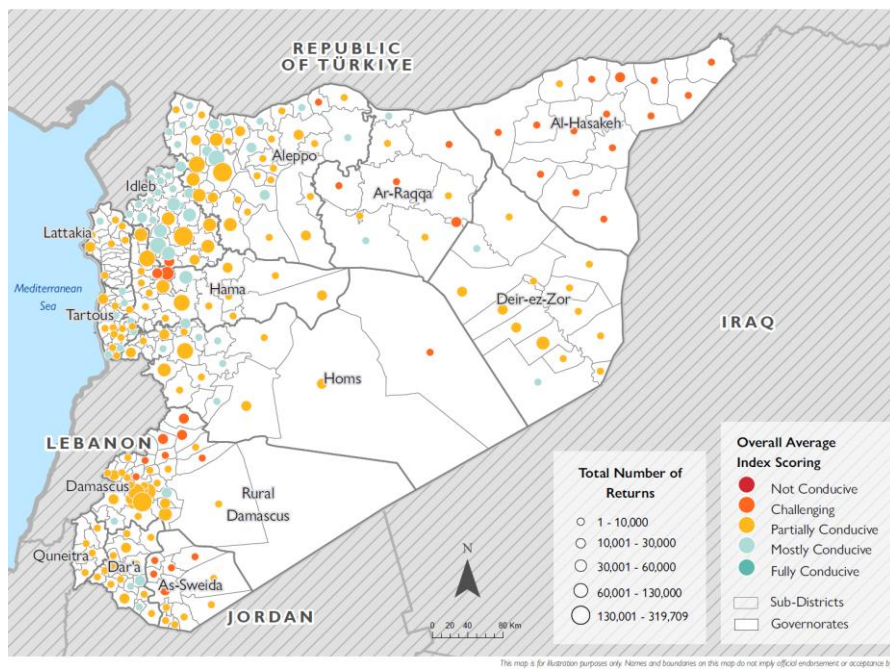 REPUBLIC
OF TÜRKIYE
Al-Hasakeh
Aleppo
Idleb
Ar-Raqqa
Lattakia
Mediterranean
Sea
Hama
Deir-ez-Zor
Tartous
IRAQ
Homs
LEBANON
Damascus
Rural
Damascus
Quneitra
Dar'a
As-Sweida
JORDAN
N
0 20 40 80 Km
Total Number of
Returns
1 - 10,000
10,001 - 30,000
30,001 - 60,000
60,001 - 130,000
130,001 - 319,709
Overall Average
Index Scoring
Not Conducive
Challenging
Partially Conducive
Mostly Conducive
Fully Conducive
Sub-Districts
Governorates
This map is for illustration purposes only. Names and boundaries on this map do not imply official endorsement or acceptance b